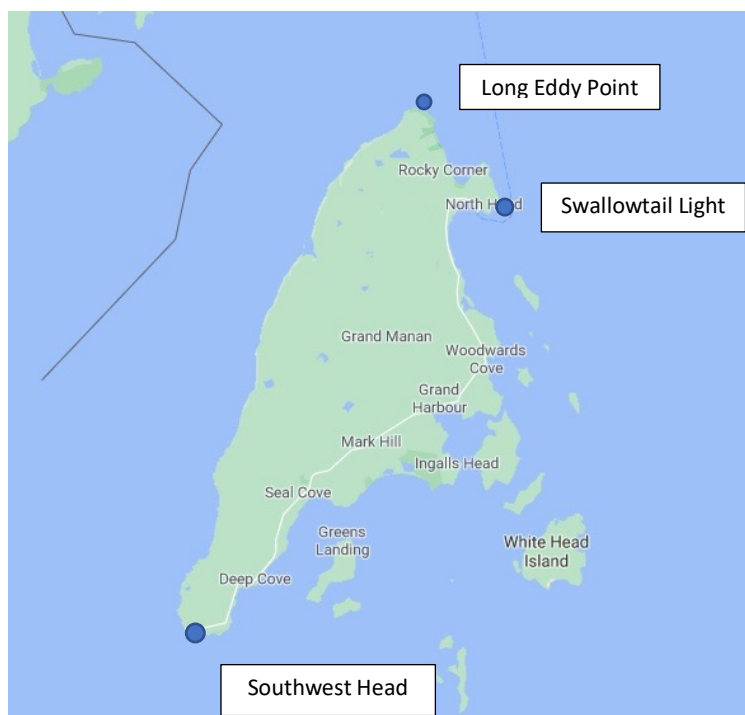 Long Eddy Point
Rocky Corner
North Head
Swallowtail Light
Grand Manan
Woodwards
Cove
Grand
Harbour
Mark Hill
Ingalls Head
Seal Cove
Greens
Landing
White Head
Island
Deep Cove
Southwest Head